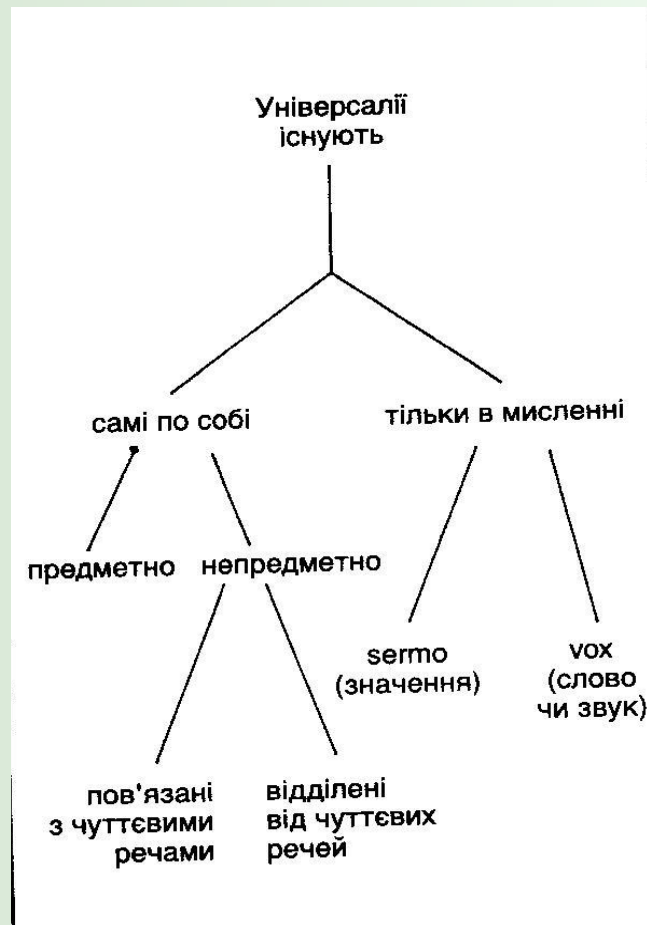 Універсалії
існують
самі по собі
тільки в мисленні
предметно
непредметно
sermo
(значення)
vox
(слово
чи звук)
пов'язані
з чуттєвими
речами
відділені
від чуттєвих
речей